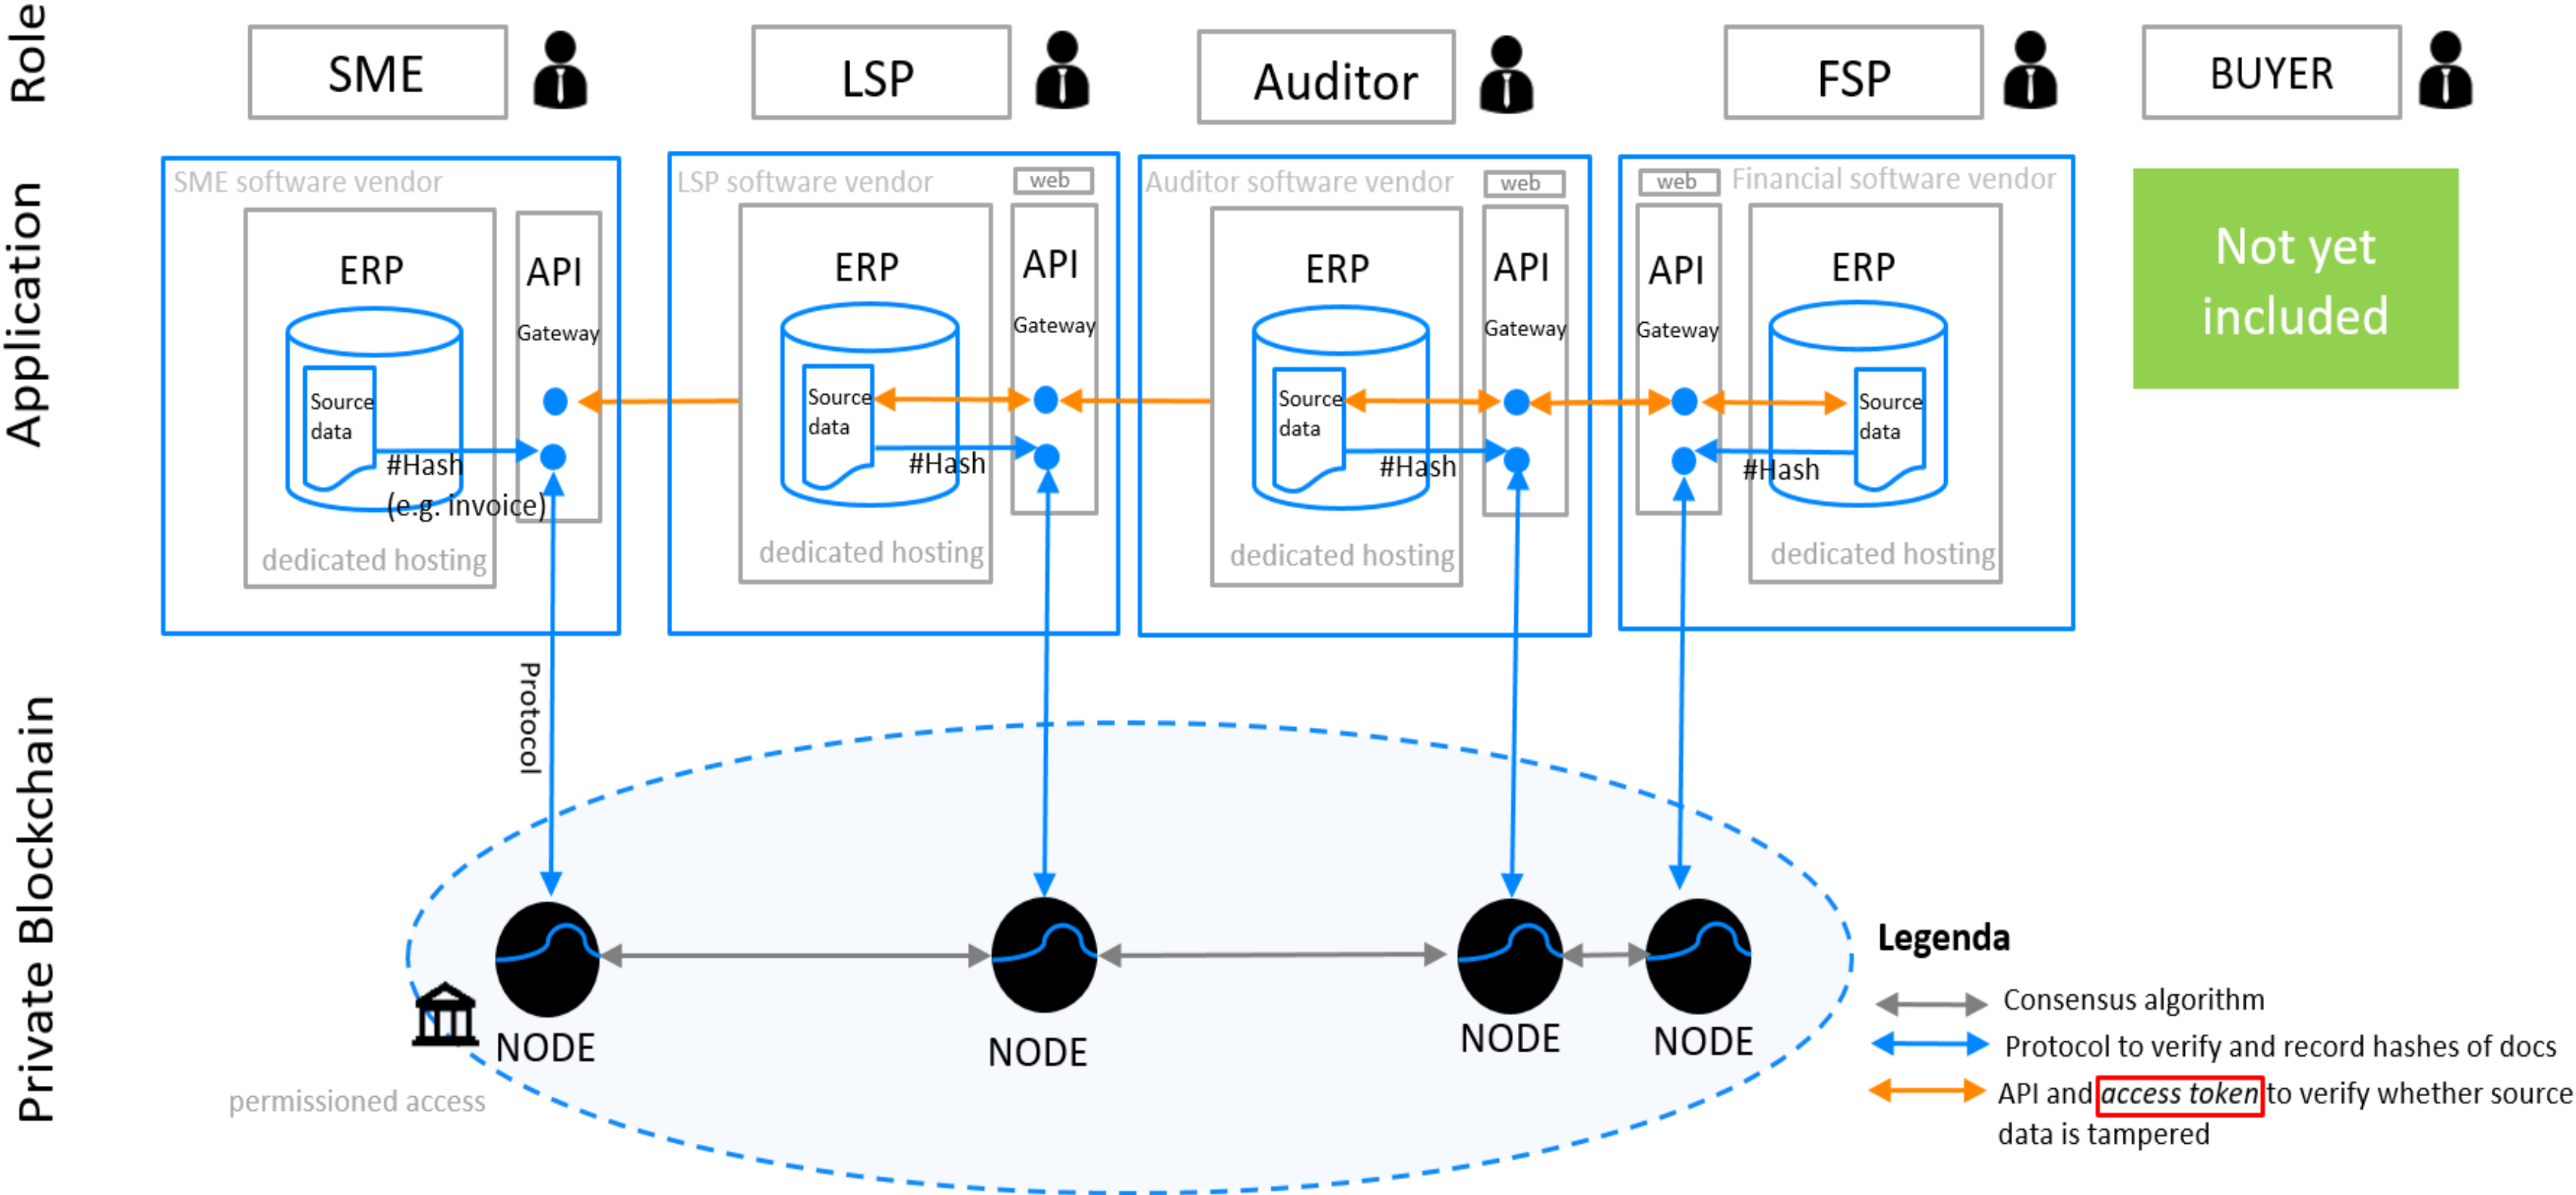 Role
SME
LSP
Auditor
FSP
BUYER
Application
SME software vendor
ERP
API
Gateway
Source
data
#Hash
(e.g. invoice)
dedicated hosting
LSP software vendor
web
ERP
API
Gateway
Source
data
#Hash
dedicated hosting
Auditor software vendor
web
ERP
API
Gateway
Source
data
#Hash
dedicated hosting
web
Financial software vendor
API
Gateway
ERP
Source
data
#Hash
dedicated hosting
Not yet
included
Private Blockchain
Protocol
NODE
NODE
NODE
NODE
permissioned access
Legenda
Consensus algorithm
Protocol to verify and record hashes of docs
API and access token to verify whether source
data is tampered